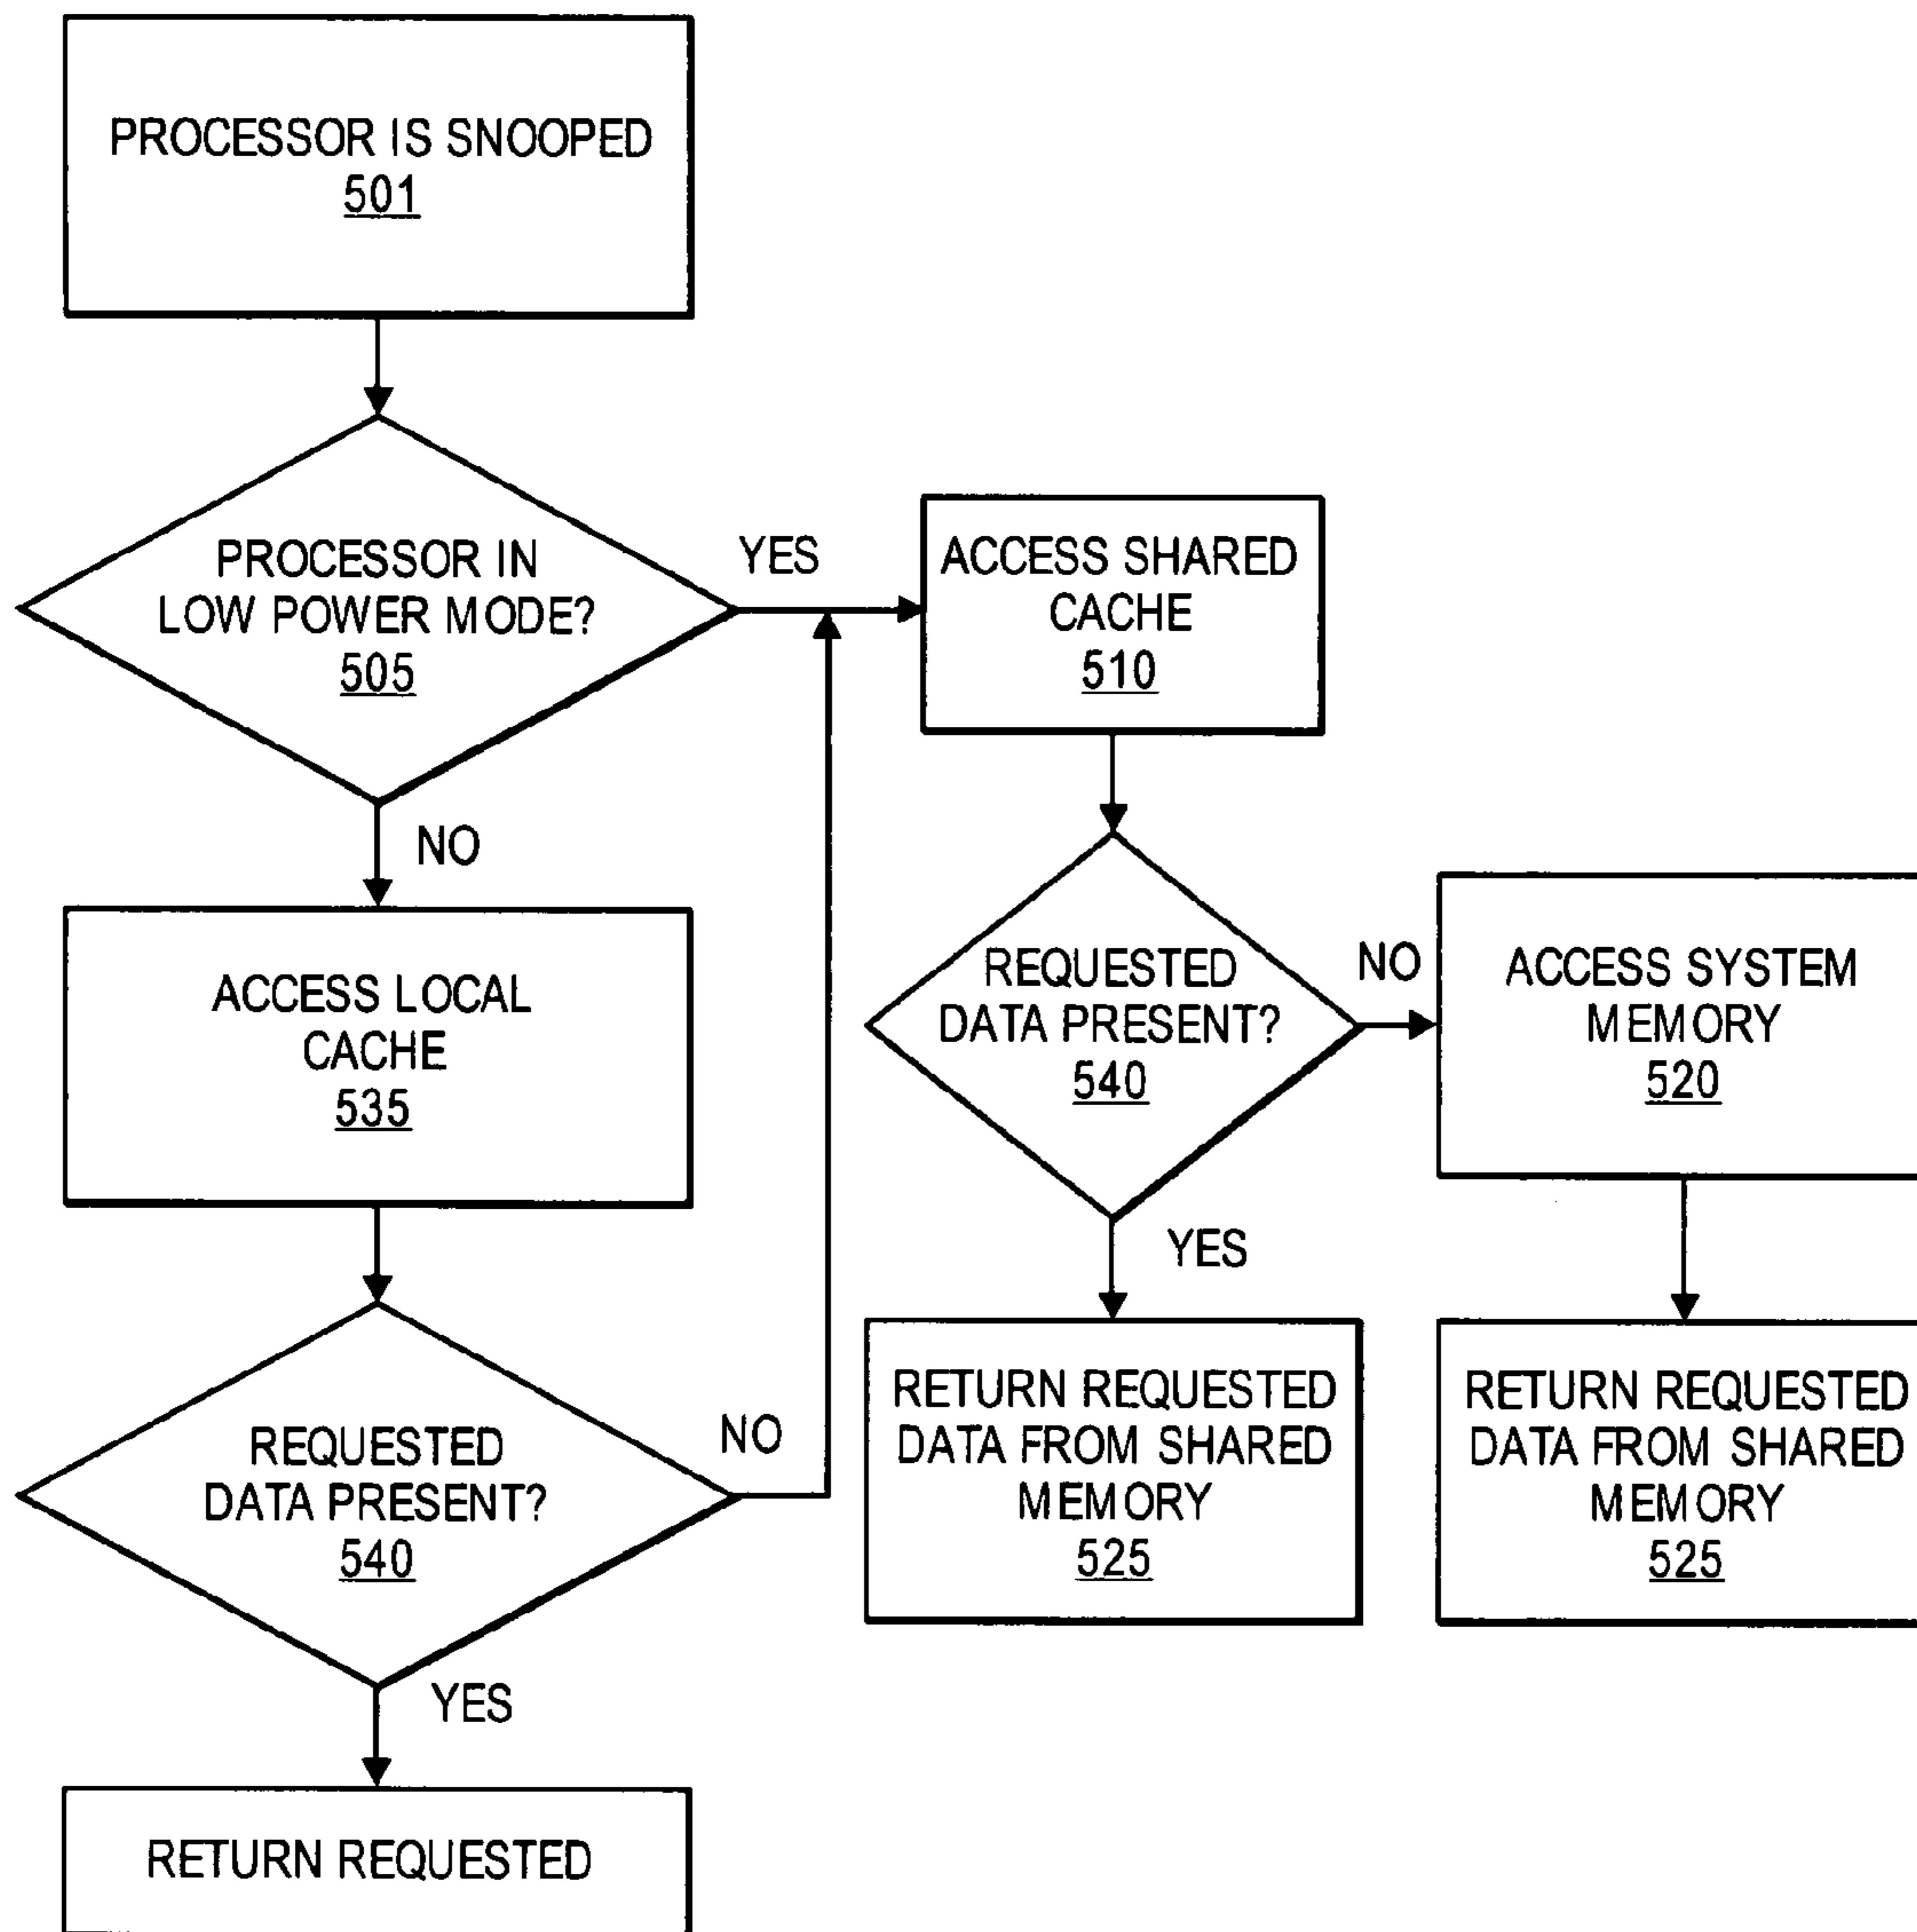 PROCESSOR IS SNOOPED
501
PROCESSOR IN
LOW POWER MODE?
505
YES
NO
ACCESS SHARED
CACHE
510
REQUESTED
DATA PRESENT?
540
NO
YES
ACCESS SYSTEM
MEMORY
520
RETURN REQUESTED
DATA FROM SHARED
MEMORY
525
RETURN REQUESTED
DATA FROM SHARED
MEMORY
525
ACCESS LOCAL
CACHE
535
REQUESTED
DATA PRESENT?
540
NO
YES
RETURN REQUESTED